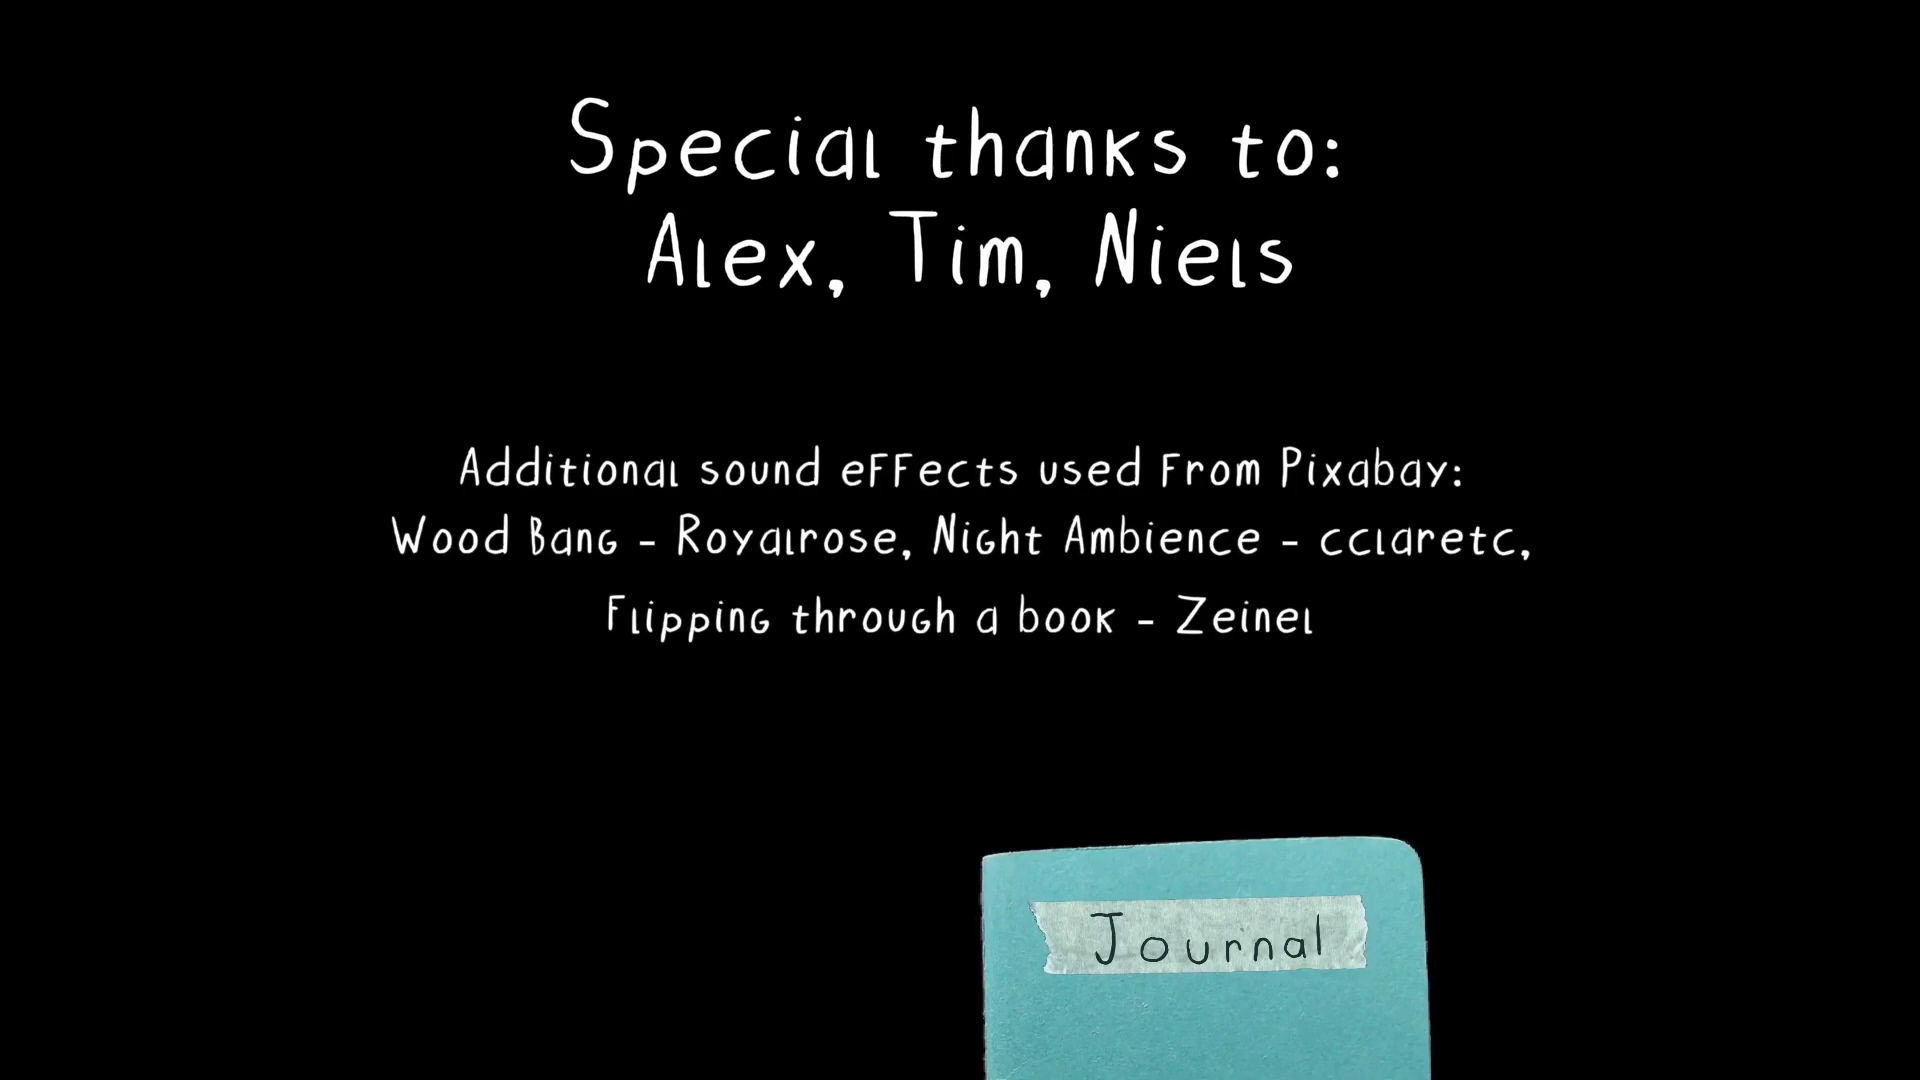 Special thanks to:
Alex, Tim, Niels
Additional sound effects used from Pixabay:
Wood Bang - Royalrose, Night Ambience - cclaretc,
Flipping through a book - Zeinel
Journal